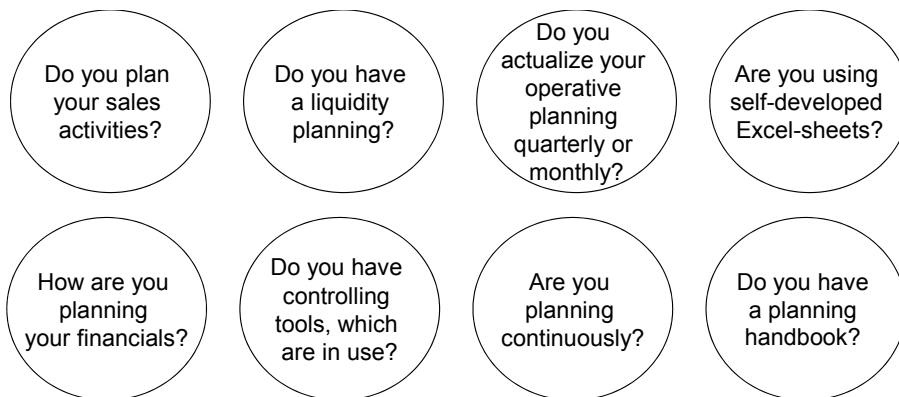 Do you plan
your sales
activities?
Do you have
a liquidity
planning?
Do you
actualize your
operative
planning
quarterly or
monthly?
Are you using
self-developed
Excel-sheets?
How are you
planning
your financials?
Do you have
controlling
tools, which
are in use?
Are you
planning
continuously?
Do you have
a planning
handbook?